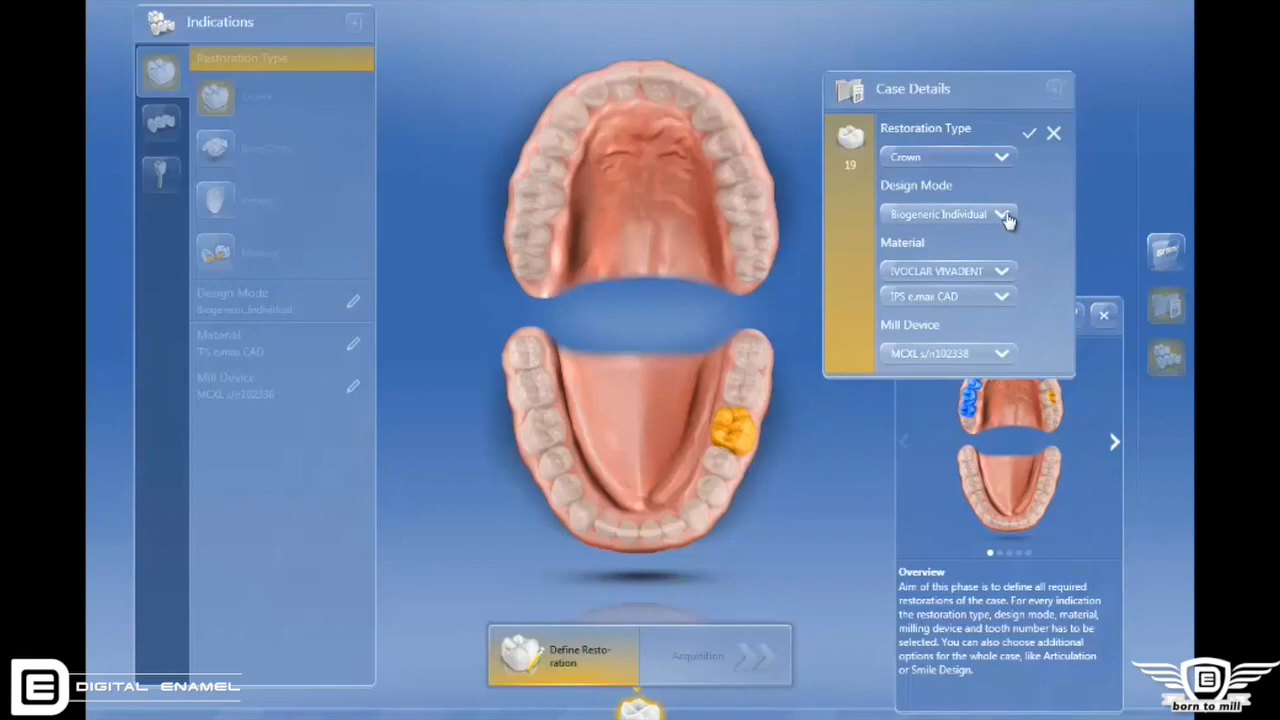 Indications
Restoration Type
Crown
Veneer
Design Mode
Biogeneric Individual
Material
IPS e.max CAD
Mill Device
MCXL s/n102338
Case Details
19
Restoration Type
Crown
Design Mode
Biogeneric Individual
Material
IVOCLAR VIVADENT
IPS e.max CAD
Mill Device
MCXL s/n102338
Overview
Aim of this phase is to define all required
restorations of the case. For every indication
the restoration type, design mode, material,
milling device and tooth number has to be
selected. You can also choose additional
options for the whole case, like Articulation
or Smile Design.
Define Resto-
ration
Acquisition
DIGITAL ENAMEL
born to mill